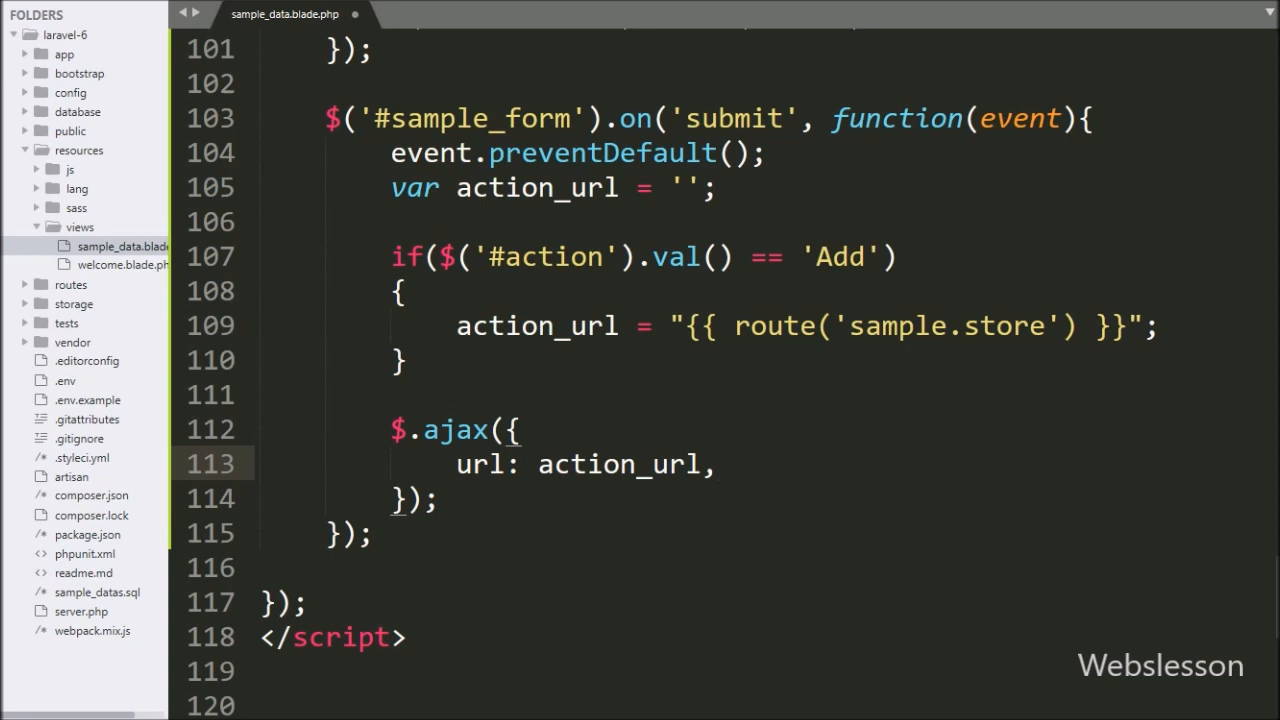 FOLDERS
laravel-6
app
bootstrap
config
database
public
resources
js
lang
sass
views
sample_data.blade
welcome.blade.ph
routes
storage
tests
vendor
.editorconfig
.env
.env.example
.gitattributes
.gitignore
.styleci.yml
artisan
composer.json
composer.lock
package.json
phpunit.xml
readme.md
sample_datas.sql
server.php
webpack.mix.js
sample_data.blade.php
101 });
102
103 $('#sample_form').on('submit', function(event){
104 event.preventDefault();
105 var action_url = '';
106
107 if($('#action').val() == 'Add')
108 {
109 action_url = "{{ route('sample.store') }}";
110 }
111
112 $.ajax({
113 url: action_url,
114 });
115 });
116
117 });
118 </script>
119
120
Webslesson